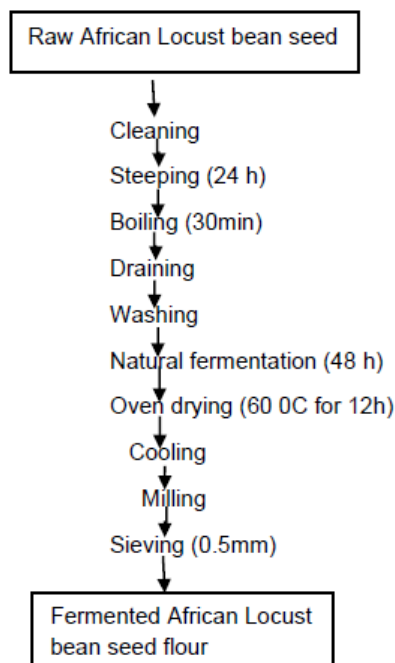 Raw African Locust bean seed
Cleaning
Steeping (24 h)
Boiling (30min)
Draining
Washing
Natural fermentation (48 h)
Oven drying (60 0C for 12h)
Cooling
Milling
Sieving (0.5mm)
Fermented African Locust
bean seed flour